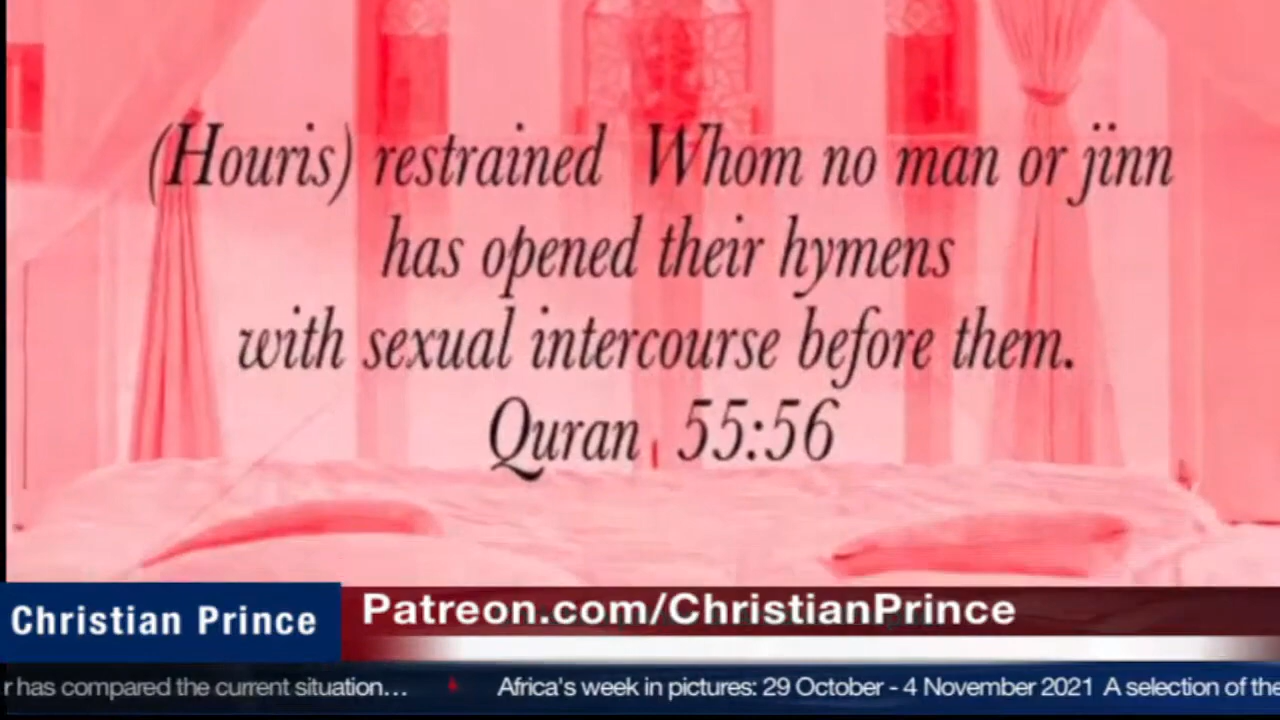 (Houris) restrained Whom no man or jinn
has opened their hymens
with sexual intercourse before them.
Quran 55:56
Christian Prince
Patreon.com/ChristianPrince
r has compared the current situation...
Africa's week in pictures: 29 October - 4 November 2021 A selection of the